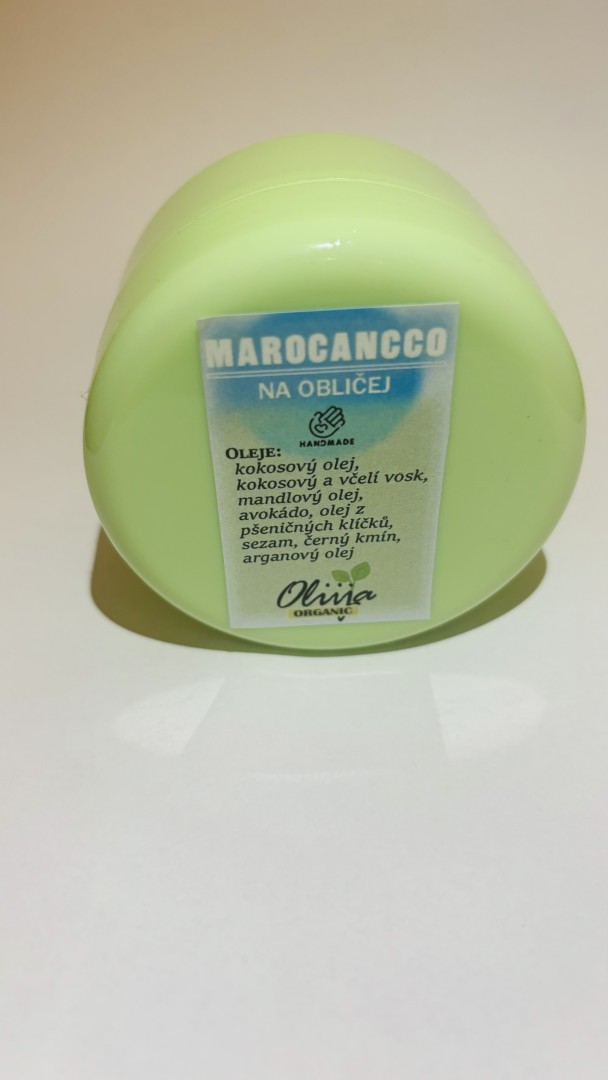 MAROCANCCO
NA OBLIČEJ
HANDMADE
OLEJE:
kokosový olej,
kokosový a včelí vosk,
mandlový olej,
avokádo, olej z
pšeničných klíčků,
sezam, černý kmín,
arganový olej
Olivia
ORGANIC